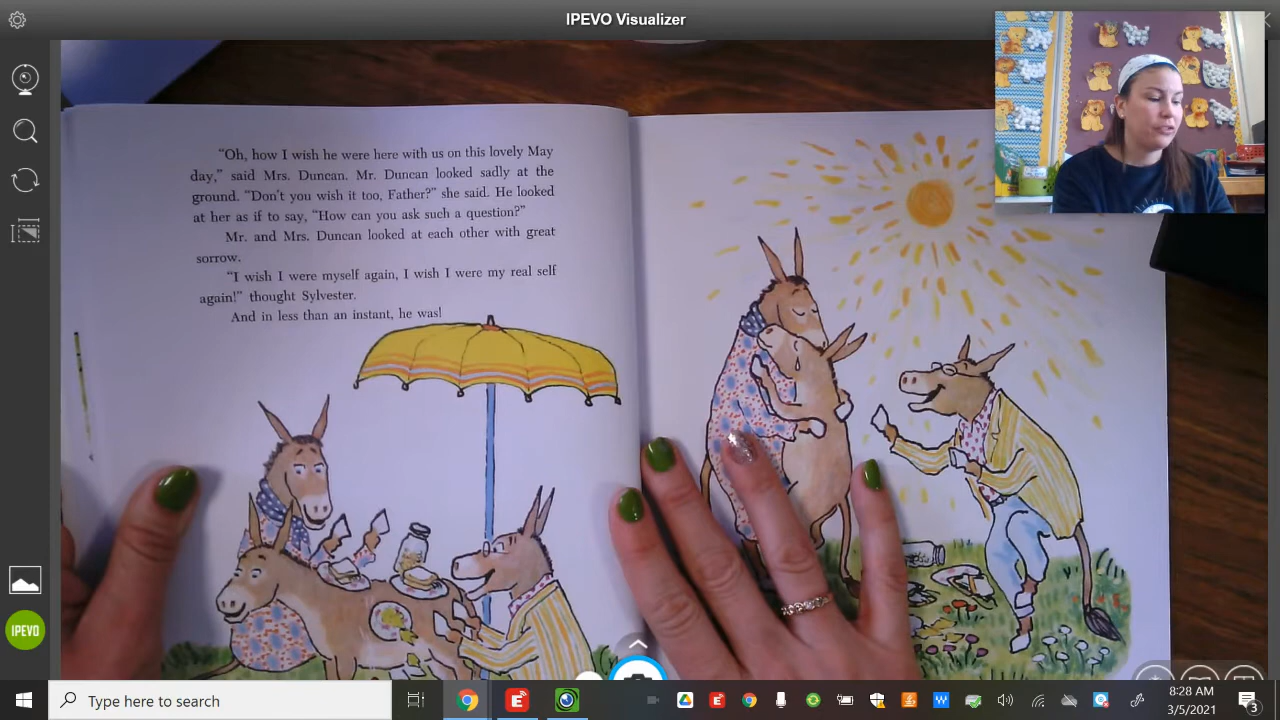 IPEVO Visualizer
"Oh, how I wish he were here with us on this lovely May
day," said Mrs. Duncan. Mr. Duncan looked sadly at the
ground. "Don't you wish it too, Father?" she said. He looked
at her as if to say, "How can you ask such a question?"
Mr. and Mrs. Duncan looked at each other with great
sorrow.
"I wish I were myself again, I wish I were my real self
again!" thought Sylvester.
And in less than an instant, he was!
IPEVO
Type here to search
8:28 AM
3/5/2021
3